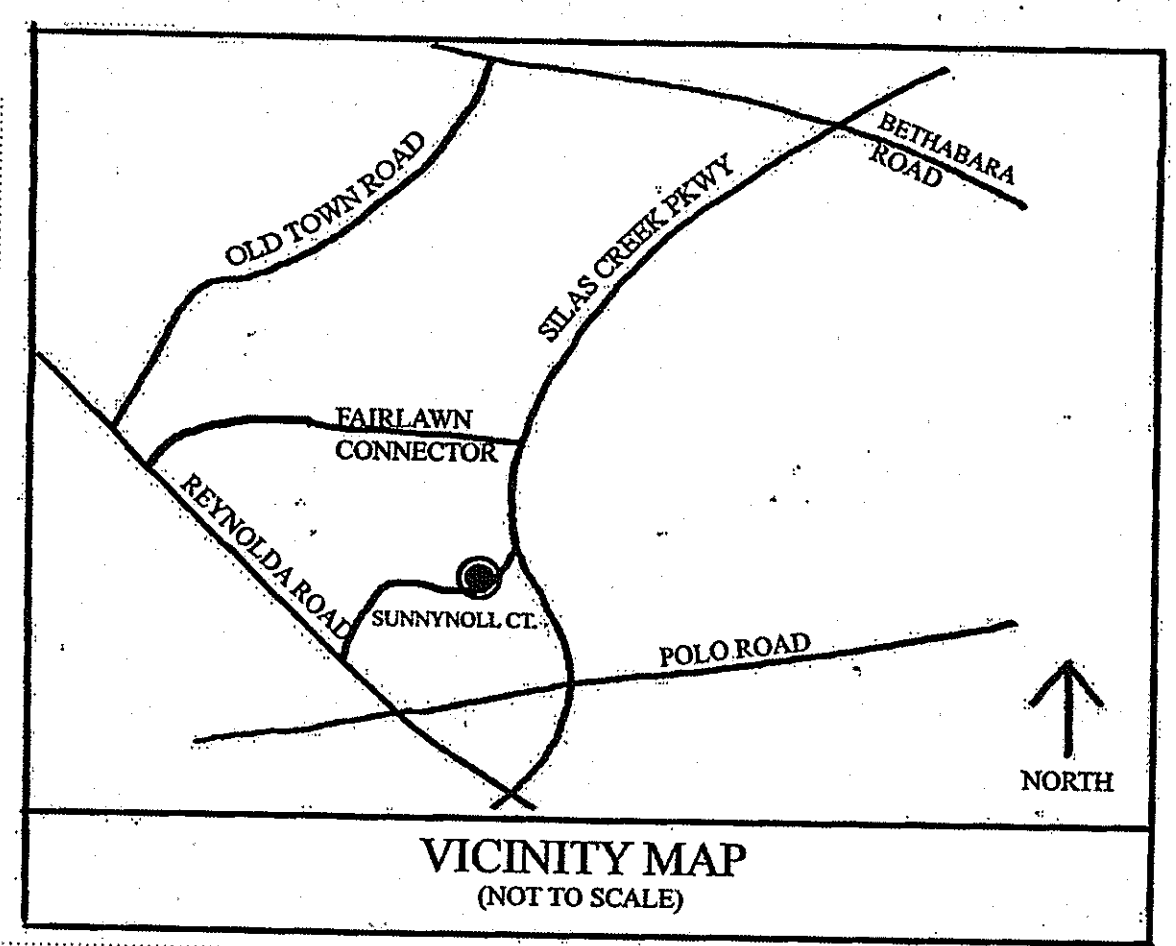 BETHABARA
ROAD
OLD TOWN ROAD
SILAS CREEK PKWY
FAIRLAWN
CONNECTOR
REYNOLDA ROAD
SUNNYNOLL CT.
POLO ROAD
NORTH
VICINITY MAP
(NOT TO SCALE)